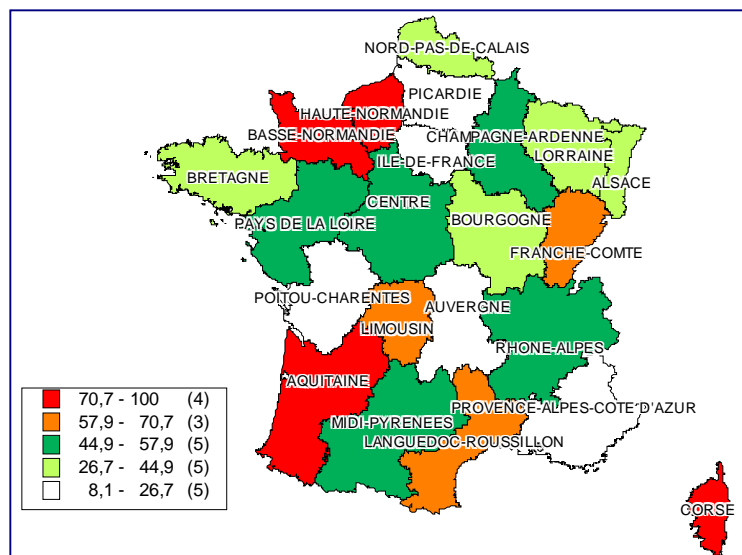 NORD-PAS-DE-CALAIS
PICARDIE
HAUTE-NORMANDIE
BASSE-NORMANDIE
CHAMPAGNE-ARDENNE
LORRAINE
ILE-DE-FRANCE
ALSACE
BRETAGNE
CENTRE
BOURGOGNE
PAYS DE LA LOIRE
FRANCHE-COMTE
POITOU-CHARENTES
AUVERGNE
LIMOUSIN
RHONE-ALPES
AQUITAINE
PROVENCE-ALPES-COTE D'AZUR
MIDI-PYRENEES
LANGUEDOC-ROUSSILLON
CORSE
70,7 - 100 (4)
57,9 - 70,7 (3)
44,9 - 57,9 (5)
26,7 - 44,9 (5)
8,1 - 26,7 (5)